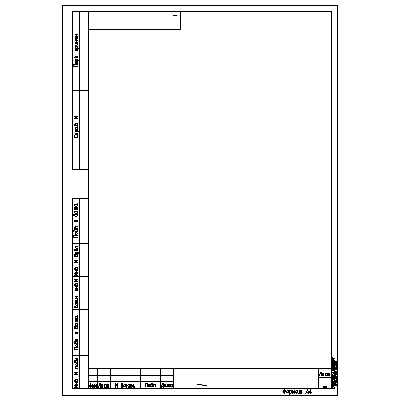 Перв. примен.
Справ. №
Подп. и дата
Инв. № дубл.
Взам. инв. №
Подп. и дата
Инв. № подл.
Изм. Лист № докум. Подп. Дата
Лист
Формат А4